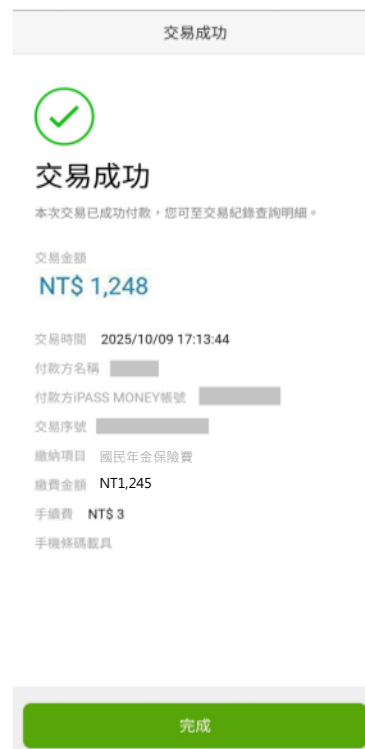 交易成功
交易成功
本次交易已成功付款，您可至交易紀錄查詢明細。
交易金額
NT$ 1,248
交易時間 2025/10/09 17:13:44
付款方名稱
付款方iPASS MONEY帳號
交易序號
繳納項目 國民年金保險費
繳費金額 NT1,245
手續費 NT$ 3
手機條碼載具
完成